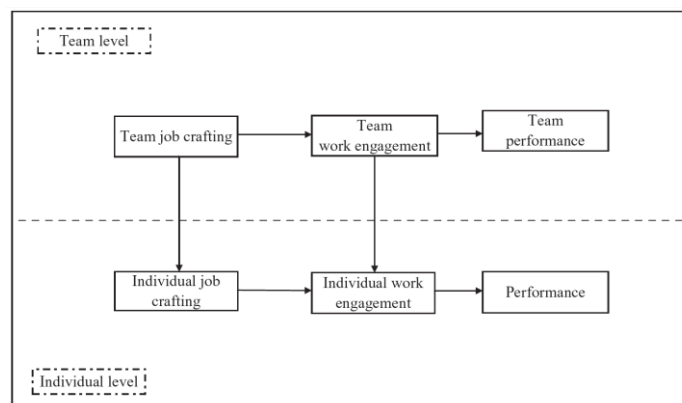 Team level
Team job crafting
Team
work engagement
Team
performance
Individual job
crafting
Individual work
engagement
Performance
Individual level